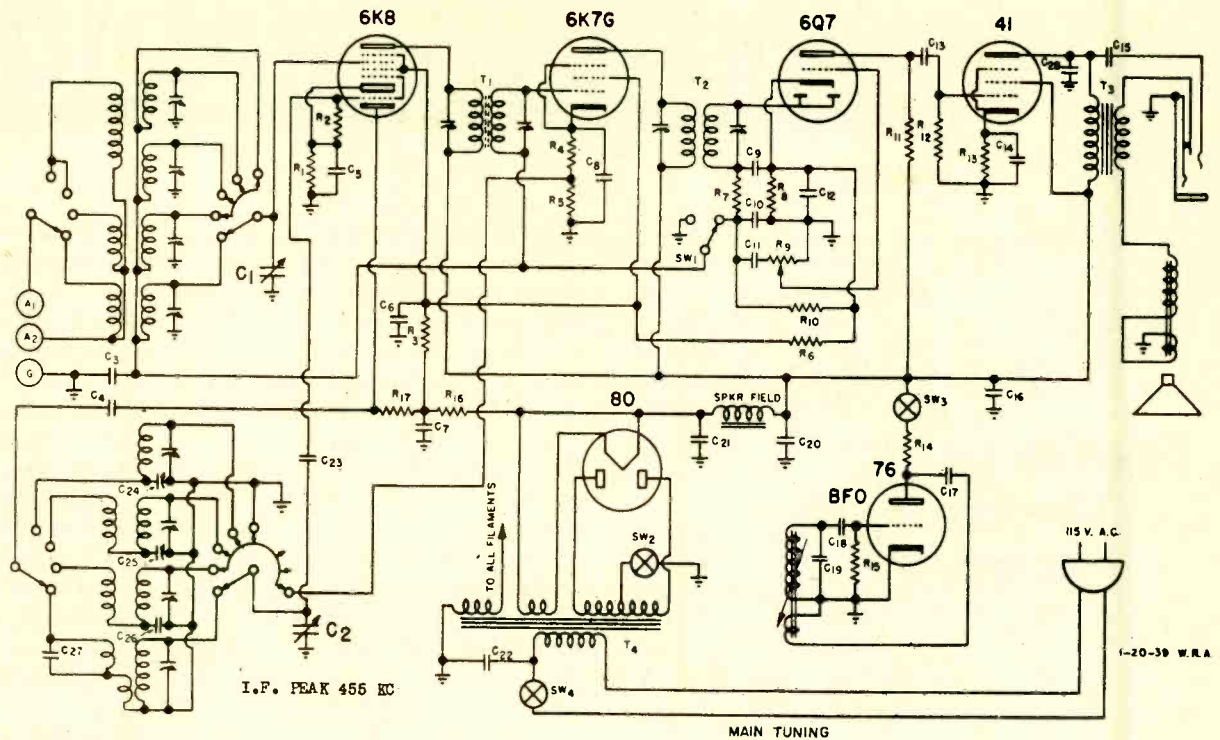 6K8
6K7G
6Q7
41
T1
T2
T3
C13
C28
C15
R2
R1
C5
R4
C8
R5
C9
R7
R8
C12
C10
C11
R9
SW1
R11
R12
R13
C14
C1
A1
A2
G
C3
C4
C6
R3
R10
R6
R17
R16
C7
80
SPKR FIELD
C21
C20
SW3
C16
R14
76
BFO
C17
C18
C19
R15
115 V. A.C.
C23
C24
C25
C26
C27
C2
TO ALL FILAMENTS
SW2
T4
C22
SW4
I.F. PEAK 455 KC
1-20-39 W.R.A.
MAIN TUNING